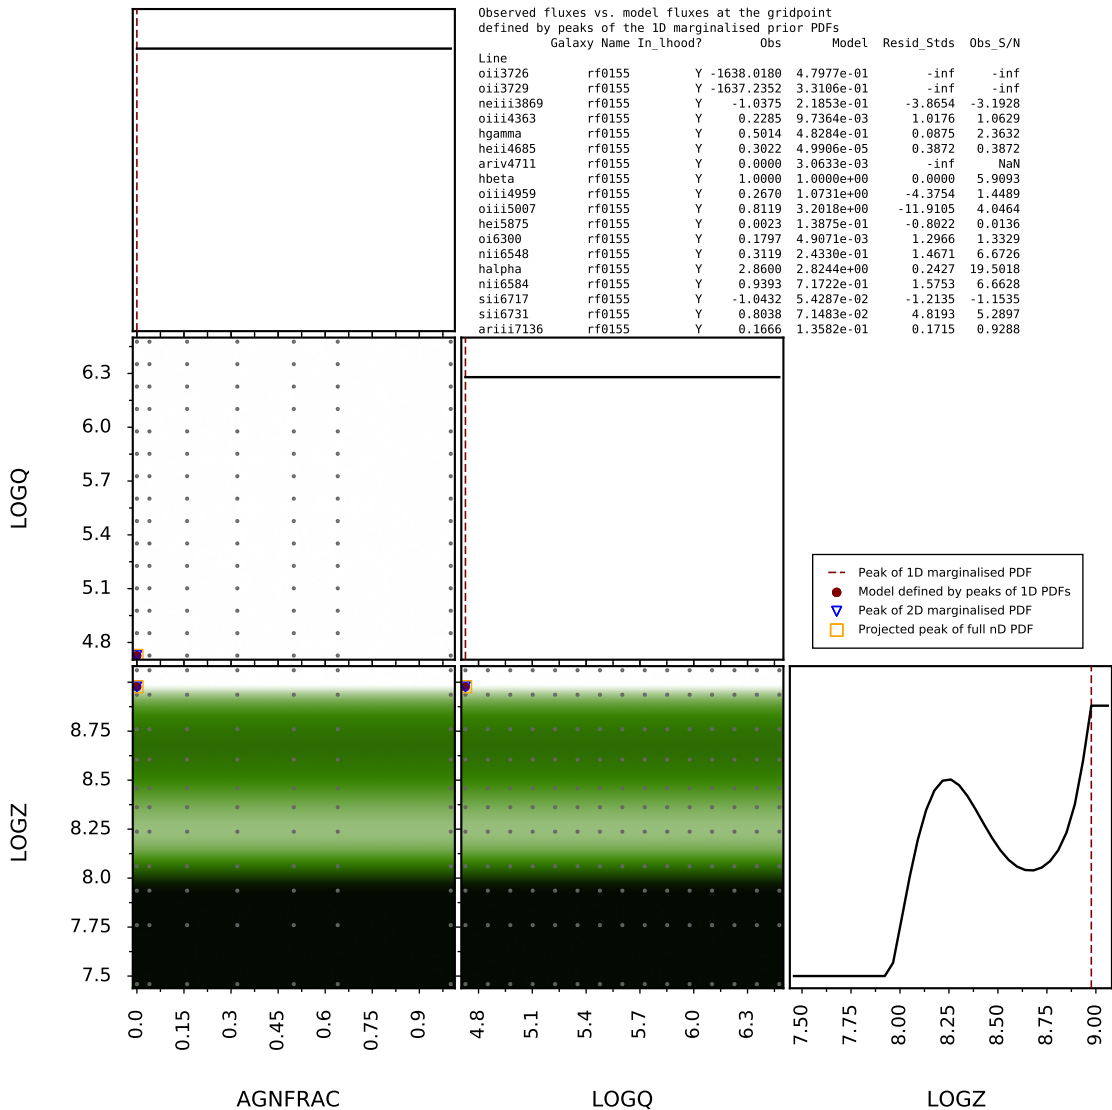 Observed fluxes vs. model fluxes at the gridpoint
defined by peaks of the 1D marginalised prior PDFs
Galaxy Name In_lhood? Obs Model Resid_Stds Obs_S/N
Line
oii3726 rf0155 Y -1638.0180 4.7977e-01 -inf -inf
oii3729 rf0155 Y -1637.2352 3.3106e-01 -inf -inf
neiii3869 rf0155 Y -1.0375 2.1853e-01 -3.8654 -3.1928
oiii4363 rf0155 Y 0.2285 9.7364e-03 1.0176 1.0629
hgamma rf0155 Y 0.5014 4.8284e-01 0.0875 2.3632
heii4685 rf0155 Y 0.3022 4.9906e-05 0.3872 0.3872
ariv4711 rf0155 Y 0.0000 3.0633e-03 -inf NaN
hbeta rf0155 Y 1.0000 1.0000e+00 0.0000 5.9093
oiii4959 rf0155 Y 0.2670 1.0731e+00 -4.3754 1.4489
oiii5007 rf0155 Y 0.8119 3.2018e+00 -11.9105 4.0464
hei5875 rf0155 Y 0.0023 1.3875e-01 -0.8022 0.0136
oi6300 rf0155 Y 0.1797 4.9071e-03 1.2966 1.3329
nii6548 rf0155 Y 0.3119 2.4330e-01 1.4671 6.6726
halpha rf0155 Y 2.8600 2.8244e+00 0.2427 19.5018
nii6584 rf0155 Y 0.9393 7.1722e-01 1.5753 6.6628
sii6717 rf0155 Y -1.0432 5.4287e-02 -1.2135 -1.1535
sii6731 rf0155 Y 0.8038 7.1483e-02 4.8193 5.2897
ariii7136 rf0155 Y 0.1666 1.3582e-01 0.1715 0.9288
LOGQ
6.3
6.0
5.7
5.4
5.1
4.8
Peak of 1D marginalised PDF
Model defined by peaks of 1D PDFs
Peak of 2D marginalised PDF
Projected peak of full nD PDF
LOGZ
8.75
8.5
8.25
8.0
7.75
7.5
0.0 0.15 0.3 0.45 0.6 0.75 0.9
4.8 5.1 5.4 5.7 6.0 6.3
7.50 7.75 8.00 8.25 8.50 8.75 9.00
AGNFRAC LOGQ LOGZ